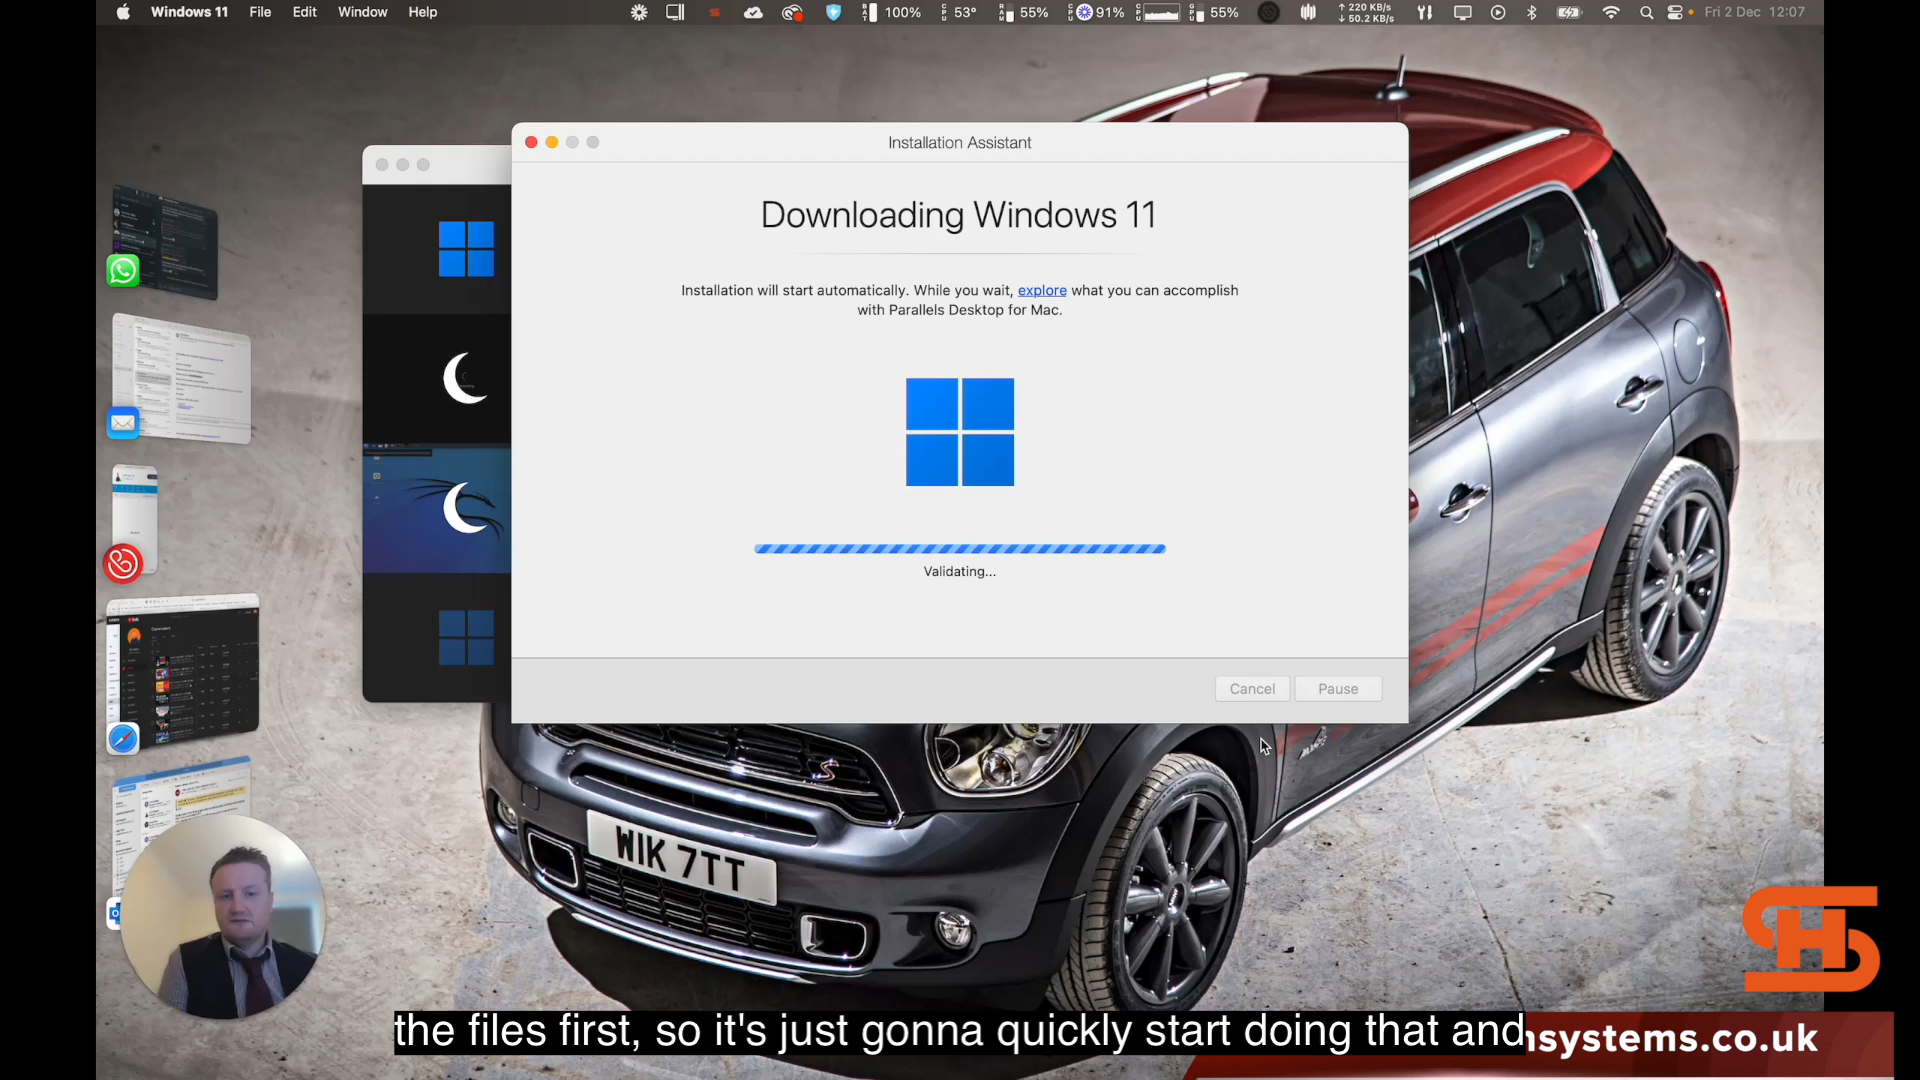 Windows 11 File Edit Window Help
100% 53° 55% 91% 55% ↑ 220 KB/s ↓ 50.2 KB/s Fri 2 Dec 12:07
Installation Assistant
Downloading Windows 11
Installation will start automatically. While you wait, explore what you can accomplish
with Parallels Desktop for Mac.
Validating...
Cancel Pause
S
W1K 7TT
HS
the files first, so it's just gonna quickly start doing that and
systems.co.uk